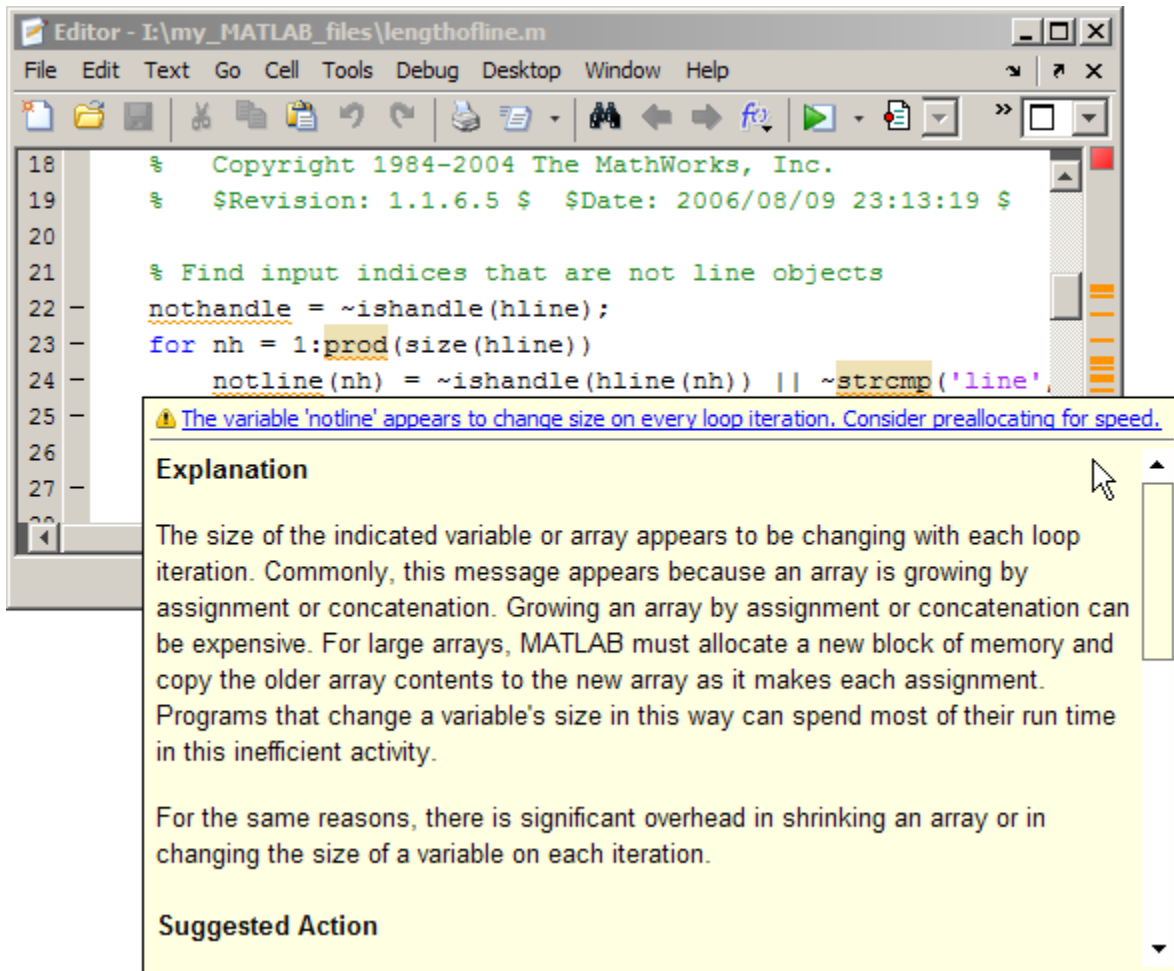 Editor - I:\my_MATLAB_files\lengthofline.m
File Edit Text Go Cell Tools Debug Desktop Window Help
18 % Copyright 1984-2004 The MathWorks, Inc.
19 % $Revision: 1.1.6.5 $ $Date: 2006/08/09 23:13:19 $
20
21 % Find input indices that are not line objects
22 – nothandle = ~ishandle(hline);
23 – for nh = 1:prod(size(hline))
24 – notline(nh) = ~ishandle(hline(nh)) || ~strcmp('line',
25 –
26
27 –
The variable 'notline' appears to change size on every loop iteration. Consider preallocating for speed.
Explanation
The size of the indicated variable or array appears to be changing with each loop
iteration. Commonly, this message appears because an array is growing by
assignment or concatenation. Growing an array by assignment or concatenation can
be expensive. For large arrays, MATLAB must allocate a new block of memory and
copy the older array contents to the new array as it makes each assignment.
Programs that change a variable's size in this way can spend most of their run time
in this inefficient activity.
For the same reasons, there is significant overhead in shrinking an array or in
changing the size of a variable on each iteration.
Suggested Action